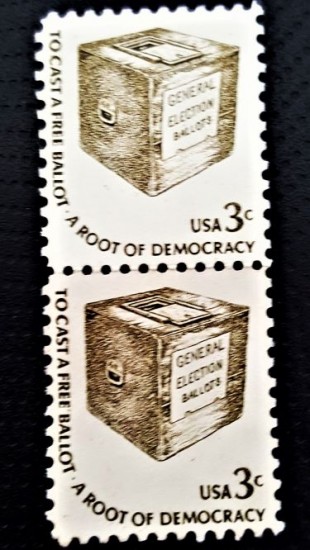 TO CAST A FREE BALLOT · A ROOT OF DEMOCRACY
GENERAL
ELECTION
BALLOTS
USA 3c
TO CAST A FREE BALLOT · A ROOT OF DEMOCRACY
GENERAL
ELECTION
BALLOTS
USA 3c